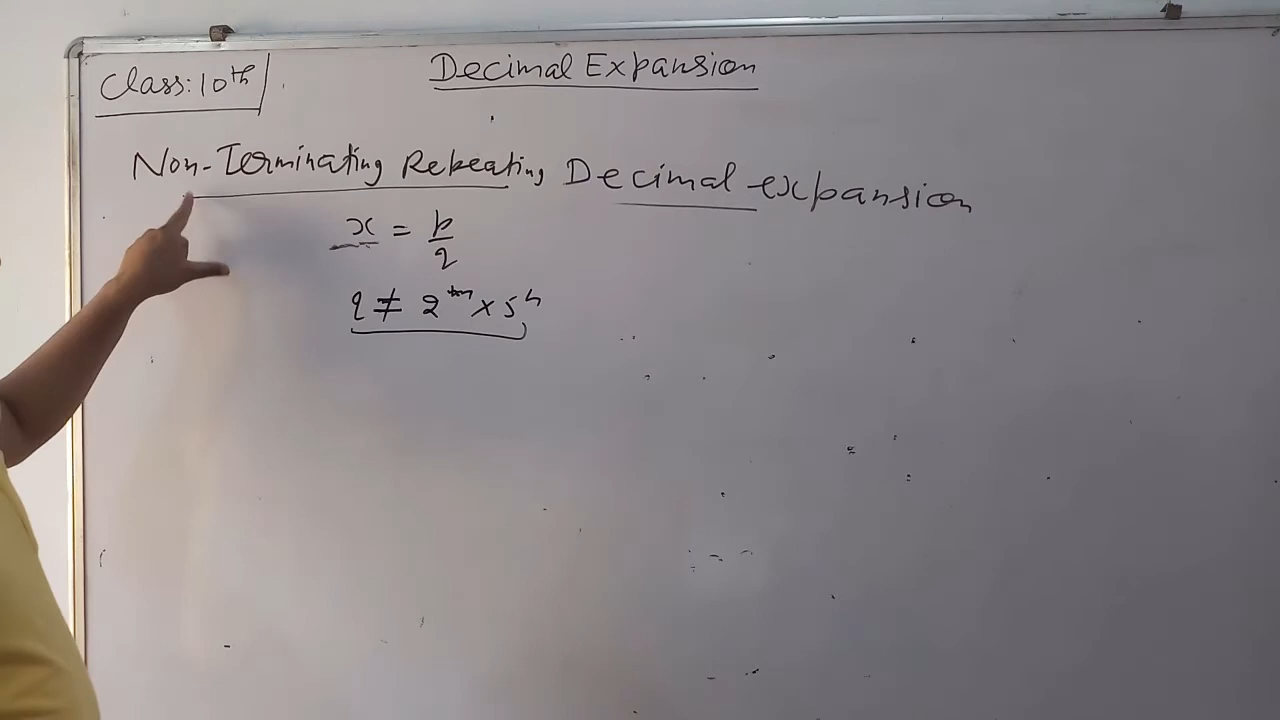 Class: 10th
Decimal Expansion
Non-Terminating Repeating Decimal expansion
x = p/q
q ≠ 2^m × 5^n